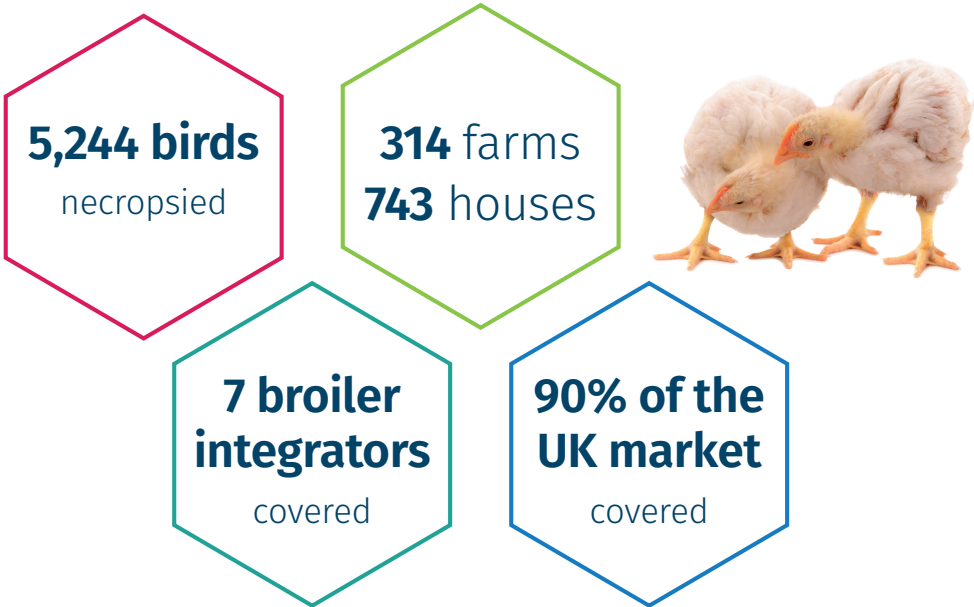 5,244 birds
necropsied
314 farms
743 houses
7 broiler
integrators
covered
90% of the
UK market
covered